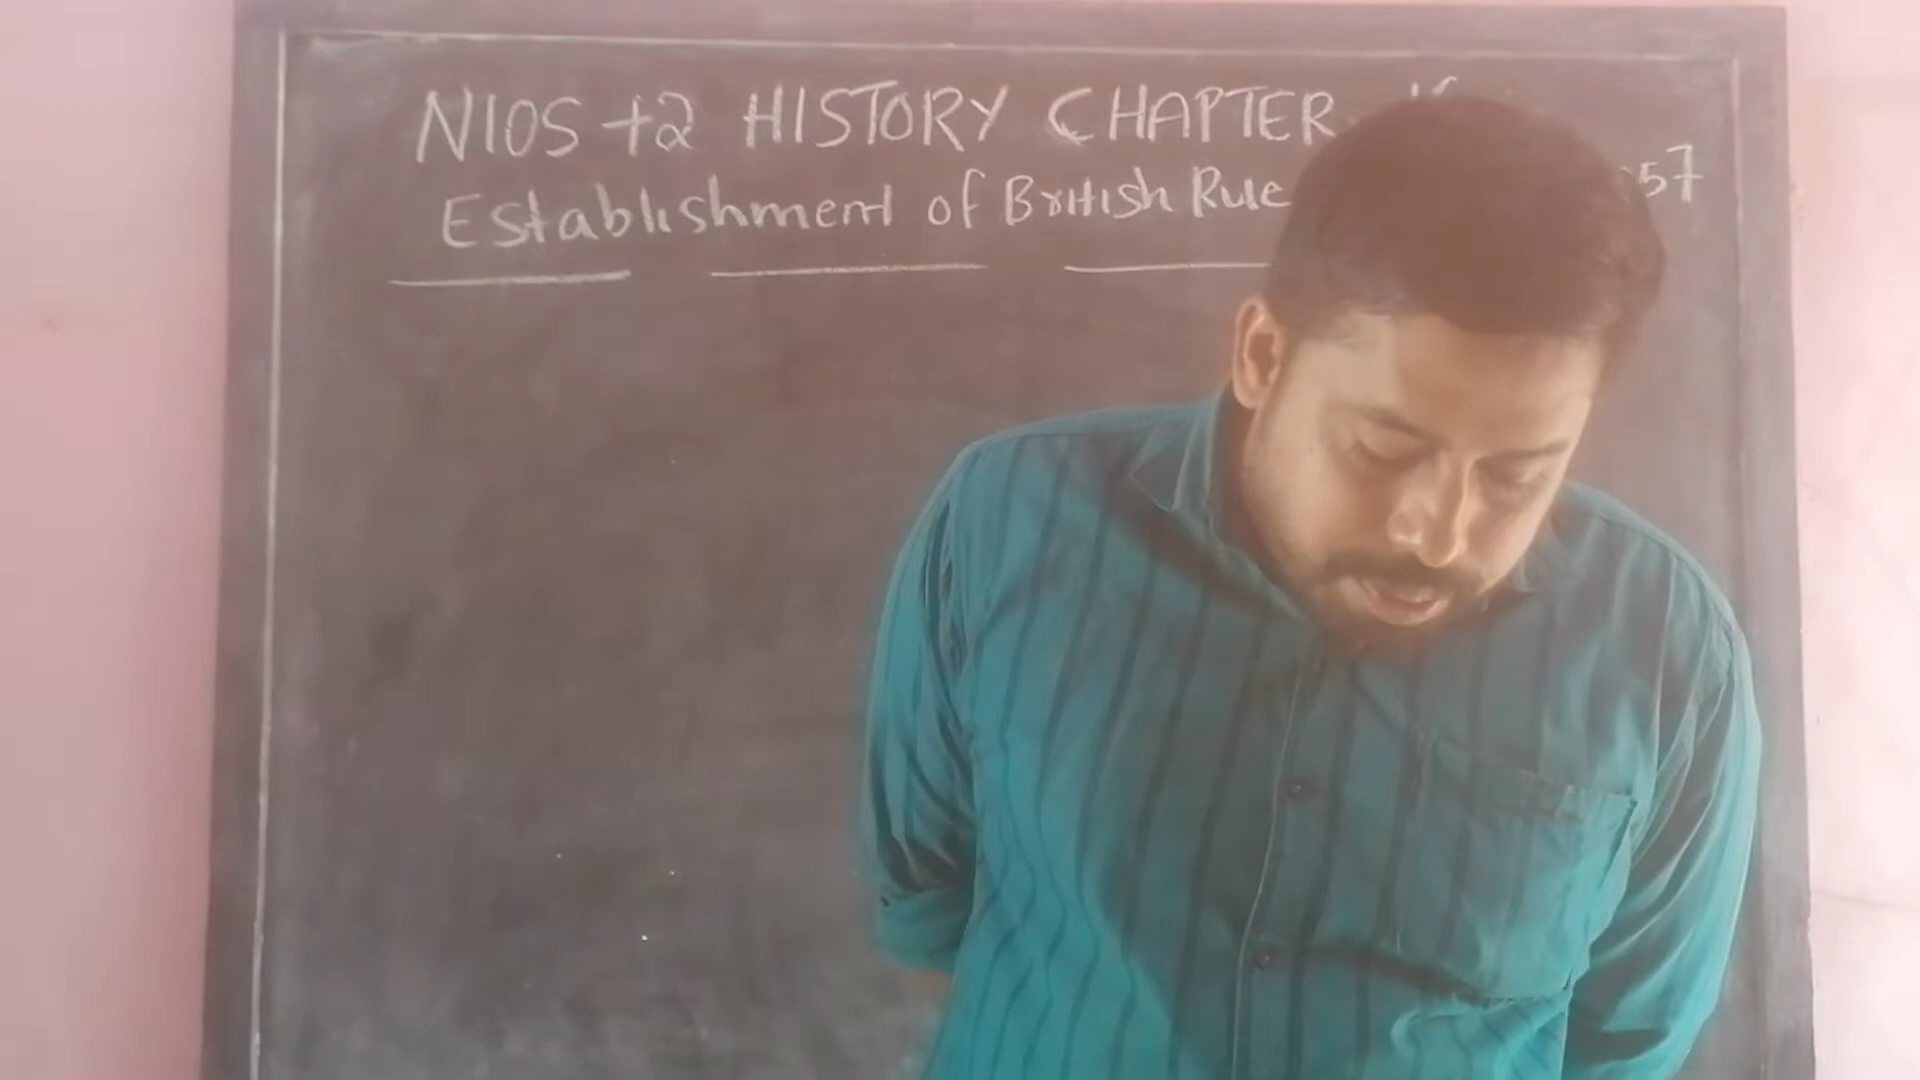 NIOS +2 HISTORY CHAPTER
Establishment of British Rule 57